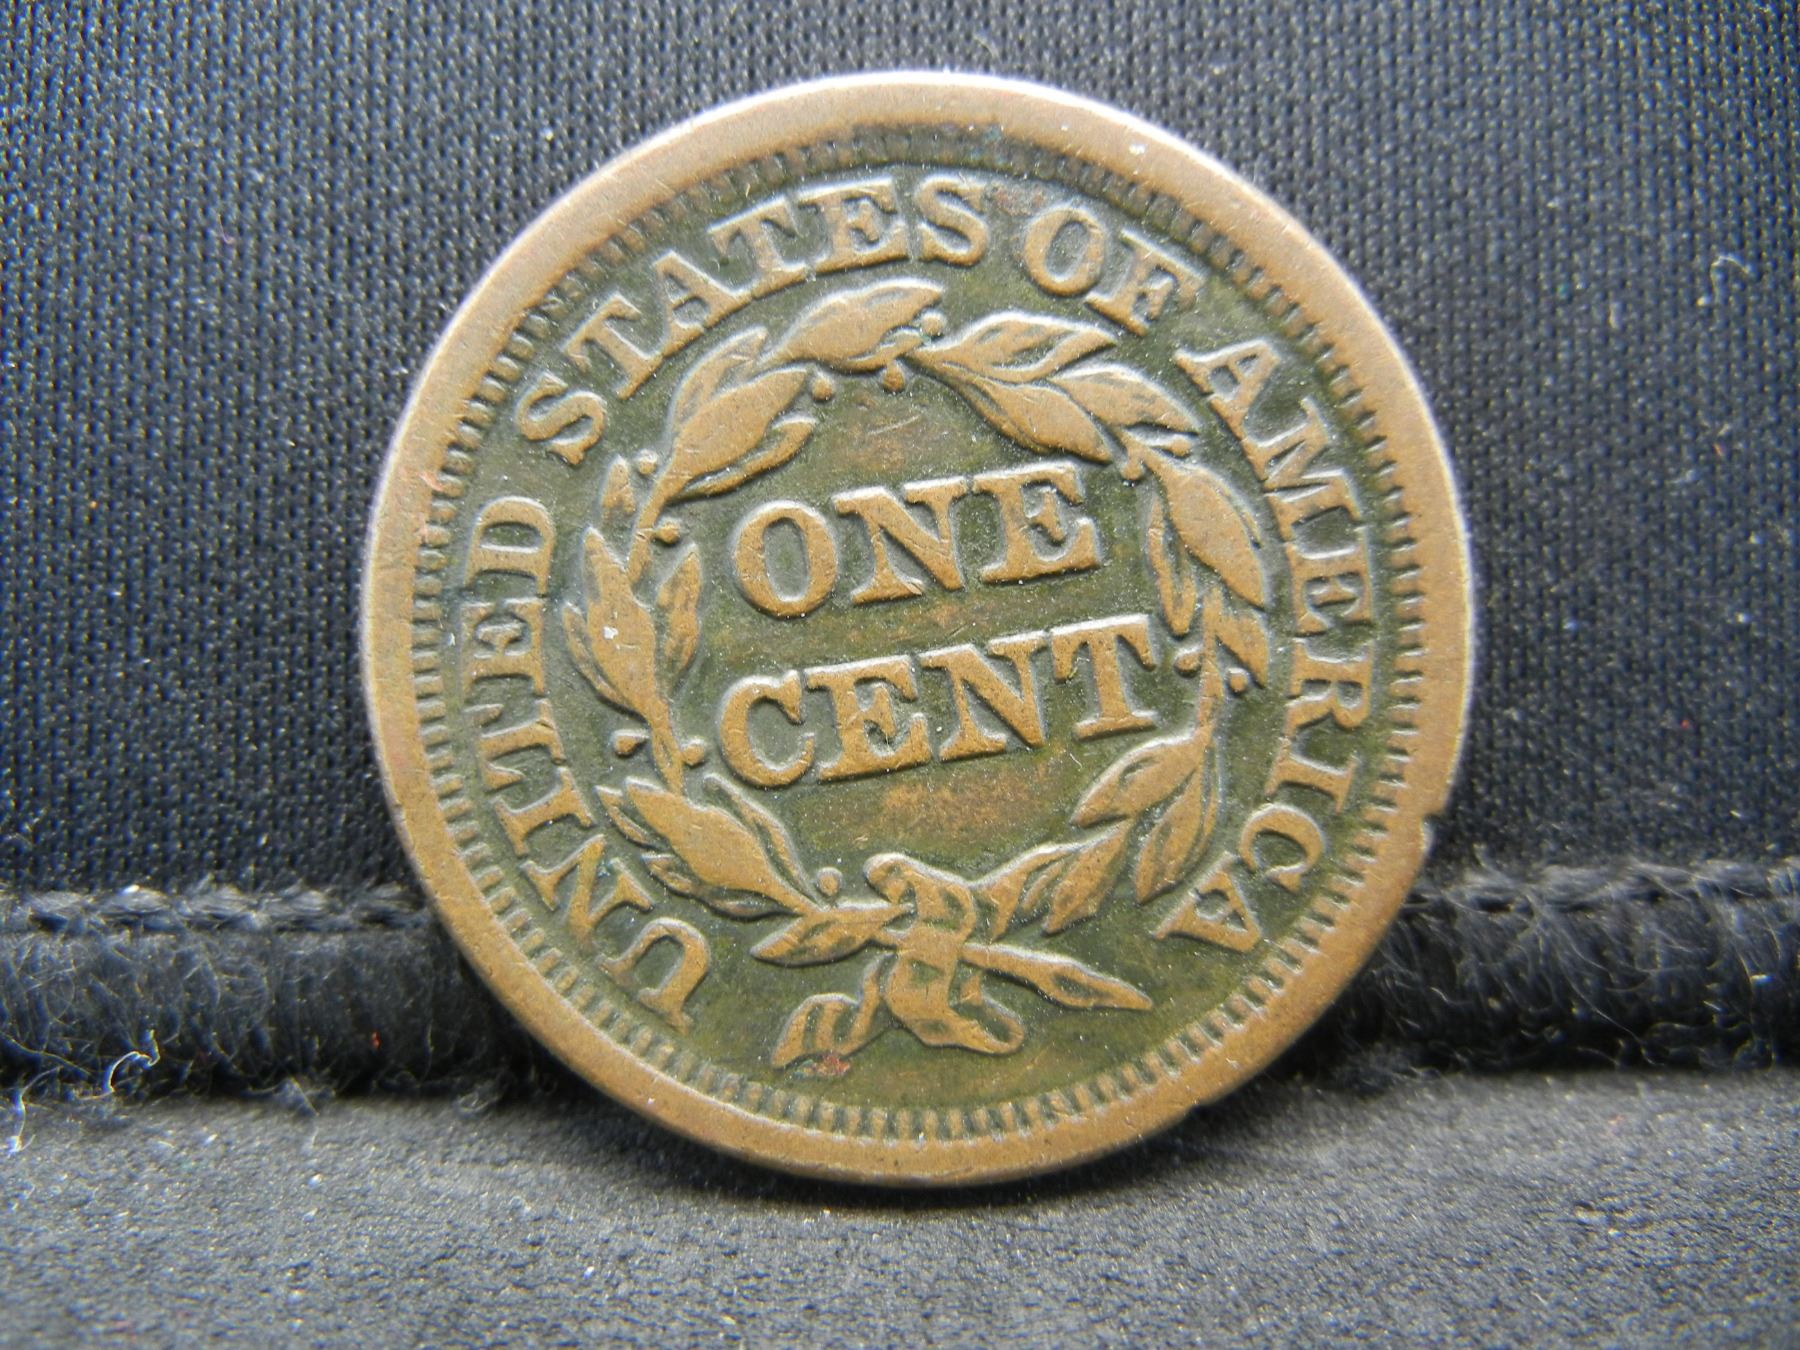 UNITED STATES OF AMERICA
ONE
CENT